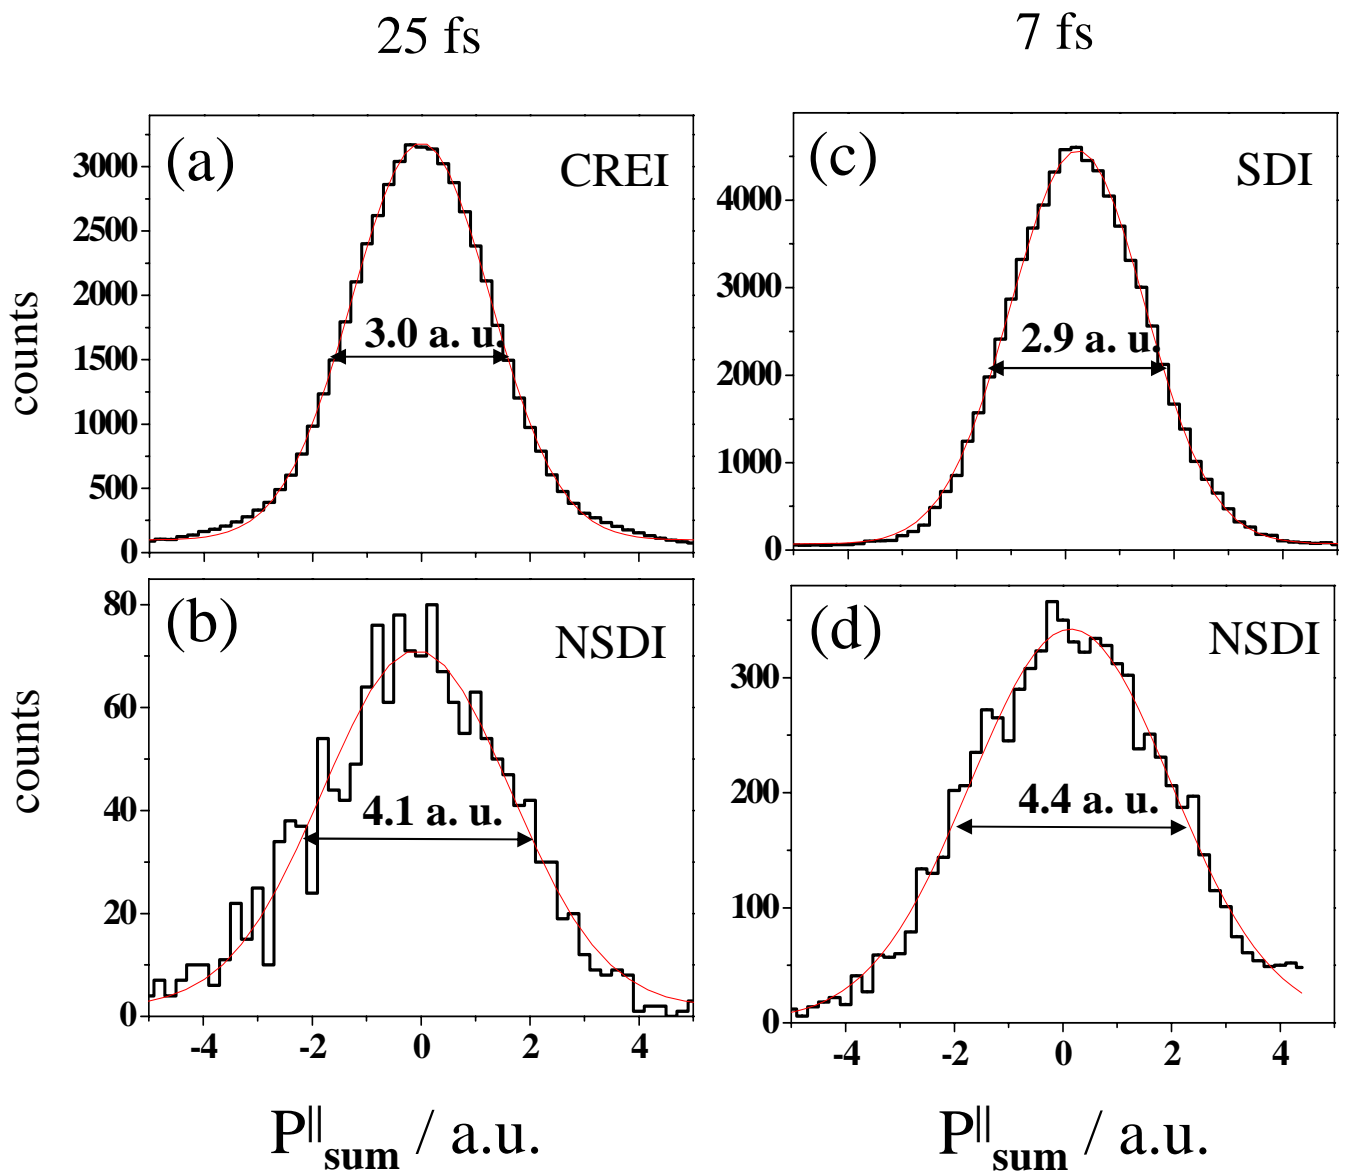 25 fs
7 fs
(a)
CREI
3.0 a. u.
counts
3000
2500
2000
1500
1000
500
0
(c)
SDI
2.9 a. u.
4000
3000
2000
1000
0
(b)
NSDI
4.1 a. u.
counts
80
60
40
20
0
-4 -2 0 2 4
P||sum / a.u.
(d)
NSDI
4.4 a. u.
300
200
100
0
-4 -2 0 2 4
P||sum / a.u.